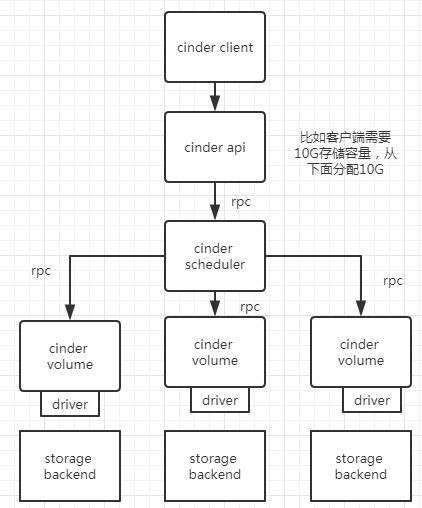 cinder client
cinder api
比如客户端需要
10G存储容量，从
下面分配10G
rpc
cinder
scheduler
rpc
rpc
rpc
cinder
volume
cinder
volume
cinder
volume
driver
driver
driver
storage
backend
storage
backend
storage
backend